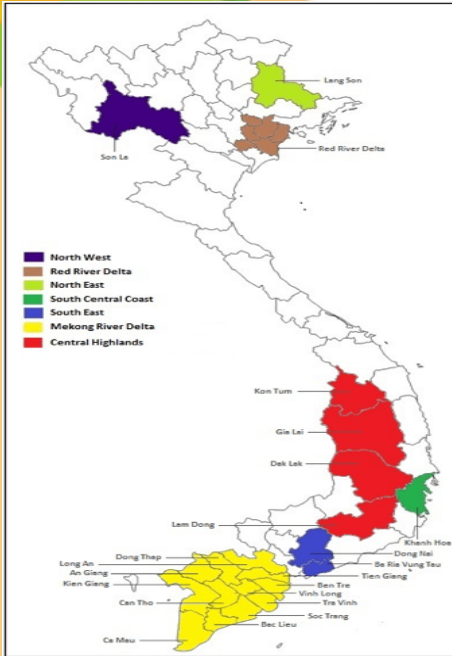 Lang Son
Red River Delta
Son La
North West
Red River Delta
North East
South Central Coast
South East
Mekong River Delta
Central Highlands
Kon Tum
Gia Lai
Dak Lak
Lam Dong
Khanh Hoa
Dong Nai
Ba Ria Vung Tau
Dong Thap
Long An
An Giang
Kien Giang
Tien Giang
Ben Tre
Vinh Long
Can Tho
Tra Vinh
Soc Trang
Bac Lieu
Ca Mau